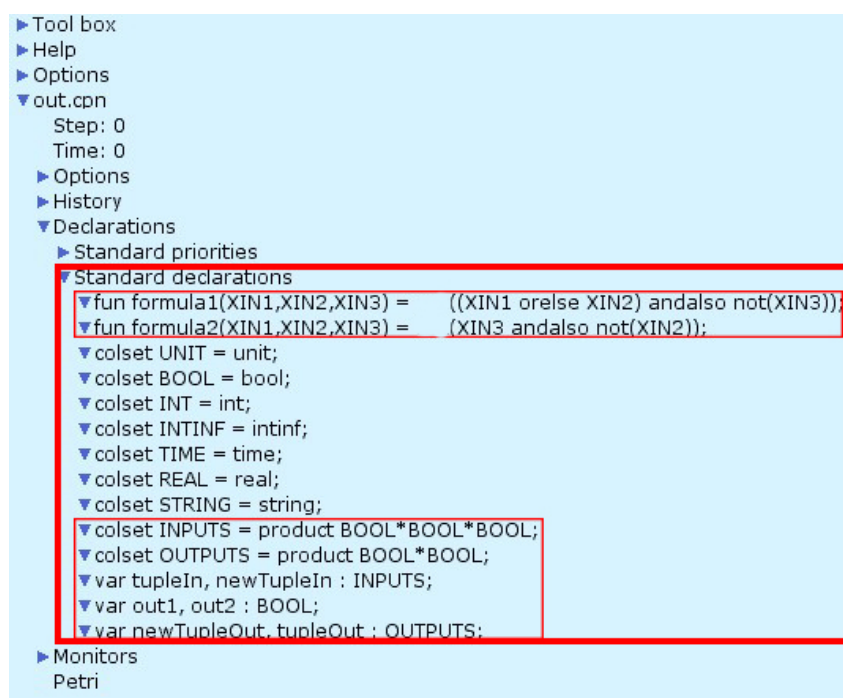 Tool box
Help
Options
out.cpn
Step: 0
Time: 0
Options
History
Declarations
Standard priorities
Standard declarations
fun formula1(XIN1,XIN2,XIN3) = ((XIN1 orelse XIN2) andalso not(XIN3));
fun formula2(XIN1,XIN2,XIN3) = (XIN3 andalso not(XIN2));
colset UNIT = unit;
colset BOOL = bool;
colset INT = int;
colset INTINF = intinf;
colset TIME = time;
colset REAL = real;
colset STRING = string;
colset INPUTS = product BOOL*BOOL*BOOL;
colset OUTPUTS = product BOOL*BOOL;
var tupleIn, newTupleIn : INPUTS;
var out1, out2 : BOOL;
var newTupleOut, tupleOut : OUTPUTS;
Monitors
Petri